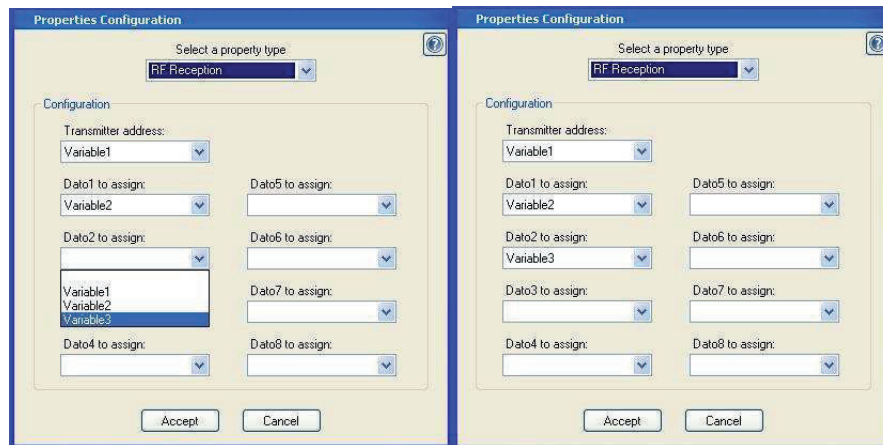 Properties Configuration
Select a property type
RF Reception
Configuration
Transmitter address:
Variable1
Dato1 to assign: Dato5 to assign:
Variable2
Dato2 to assign: Dato6 to assign:
Variable1
Variable2 Dato7 to assign:
Variable3
Dato4 to assign: Dato8 to assign:
Accept Cancel
Properties Configuration
Select a property type
RF Reception
Configuration
Transmitter address:
Variable1
Dato1 to assign: Dato5 to assign:
Variable2
Dato2 to assign: Dato6 to assign:
Variable3
Dato3 to assign: Dato7 to assign:
Dato4 to assign: Dato8 to assign:
Accept Cancel